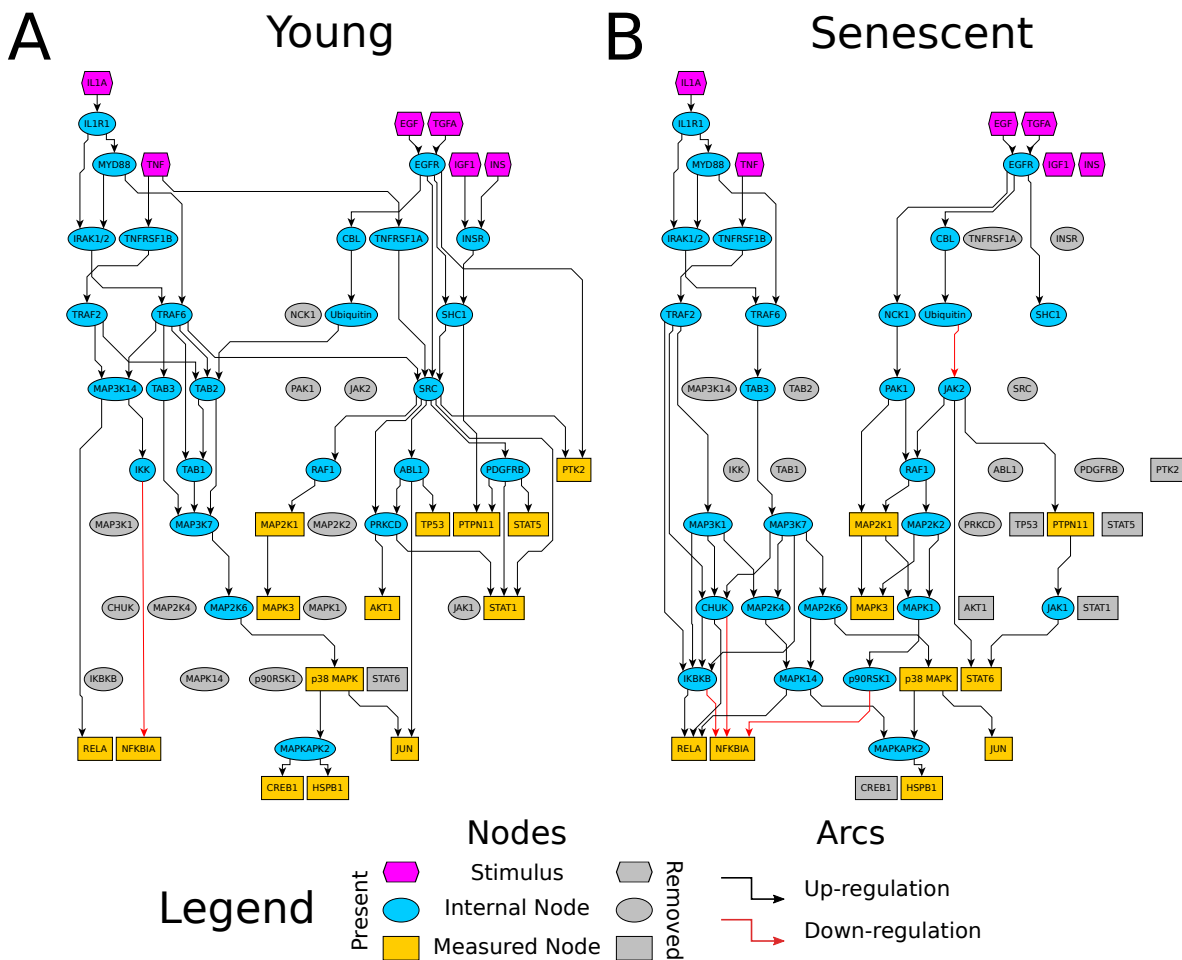 A Young B Senescent
IL1A IL1A
IL1R1 EGF TGFA IL1R1 EGF TGFA
MYD88 TNF EGFR IGF1 INS MYD88 TNF EGFR IGF1 INS
IRAK1/2 TNFRSF1B CBL TNFRSF1A INSR IRAK1/2 TNFRSF1B CBL TNFRSF1A INSR
TRAF2 TRAF6 NCK1 Ubiquitin SHC1 TRAF2 TRAF6 NCK1 Ubiquitin SHC1
MAP3K14 TAB3 TAB2 PAK1 JAK2 SRC MAP3K14 TAB3 TAB2 PAK1 JAK2 SRC
IKK TAB1 RAF1 ABL1 PDGFRB PTK2 IKK TAB1 RAF1 ABL1 PDGFRB PTK2
MAP3K1 MAP3K7 MAP2K1 MAP2K2 PRKCD TP53 PTPN11 STAT5 MAP3K1 MAP3K7 MAP2K1 MAP2K2 PRKCD TP53 PTPN11 STAT5
CHUK MAP2K4 MAP2K6 MAPK3 MAPK1 AKT1 JAK1 STAT1 CHUK MAP2K4 MAP2K6 MAPK3 MAPK1 AKT1 JAK1 STAT1
IKBKB MAPK14 p90RSK1 p38 MAPK STAT6 IKBKB MAPK14 p90RSK1 p38 MAPK STAT6
RELA NFKBIA MAPKAPK2 JUN RELA NFKBIA MAPKAPK2 JUN
CREB1 HSPB1 CREB1 HSPB1
Legend
Nodes
Present
Removed
Stimulus
Internal Node
Measured Node
Arcs
Up-regulation
Down-regulation